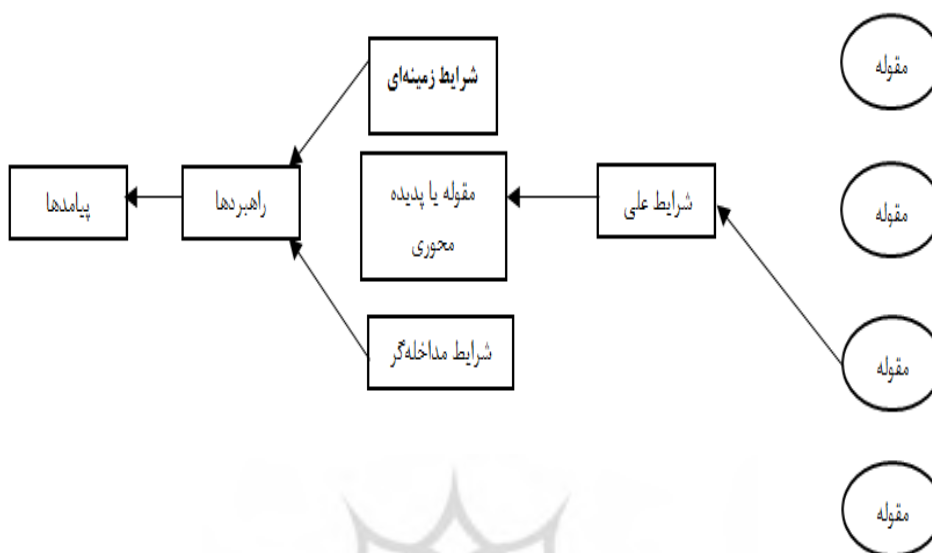 مقوله
شرایط زمینه‌ای
مقوله
شرایط علی
مقوله یا پدیده
محوری
راهبردها
پیامدها
مقوله
شرایط مداخله‌گر
مقوله